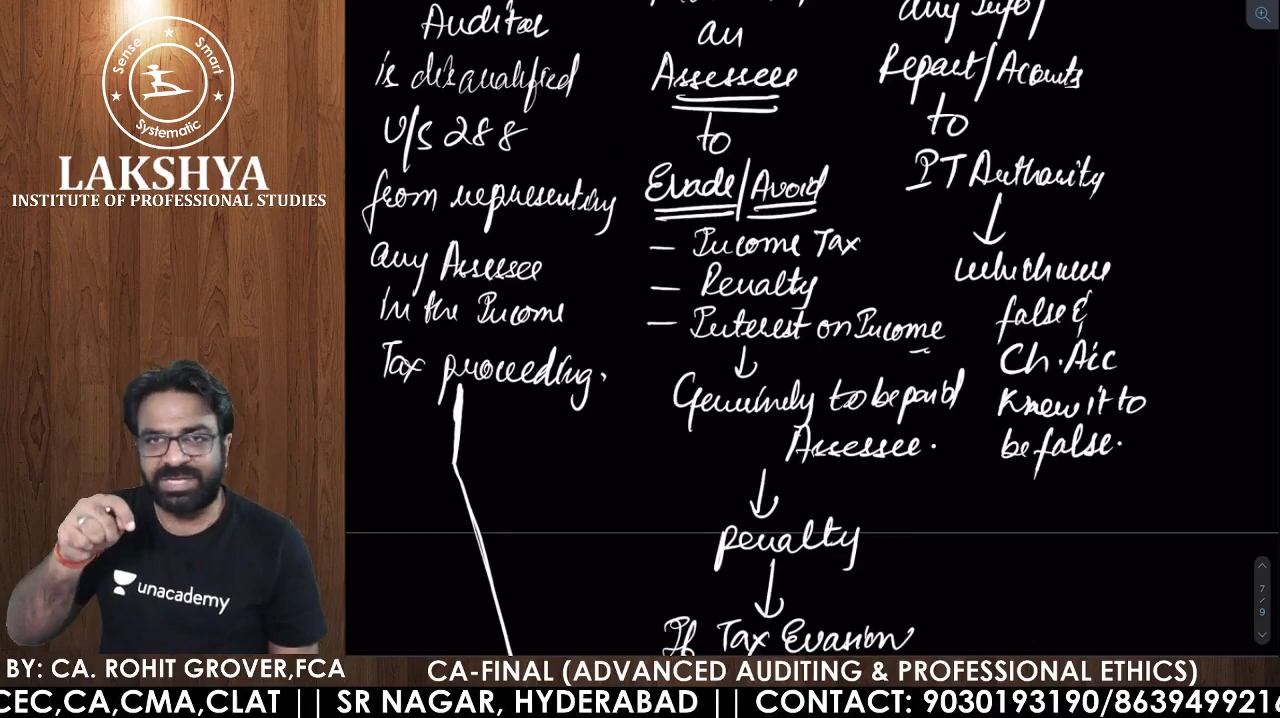 Sense
Smart
Systematic
LAKSHYA
INSTITUTE OF PROFESSIONAL STUDIES
Auditor
is disqualified
U/s 288
from representing
any Assessee
in the Income
Tax proceeding.
an
Assessee
to
Evade/Avoid
— Income Tax
— Penalty
— Interest on Income
Genuinely to be paid
Assessee.
penalty
If Tax Evasion
any Info/
Report/Accounts
to
IT Authority
which were
false &
Ch. Acc
knew it to
be false.
unacademy
7
/
9
BY: CA. ROHIT GROVER,FCA
CA-FINAL (ADVANCED AUDITING & PROFESSIONAL ETHICS)
CEC,CA,CMA,CLAT || SR NAGAR, HYDERABAD || CONTACT: 9030193190/863949921